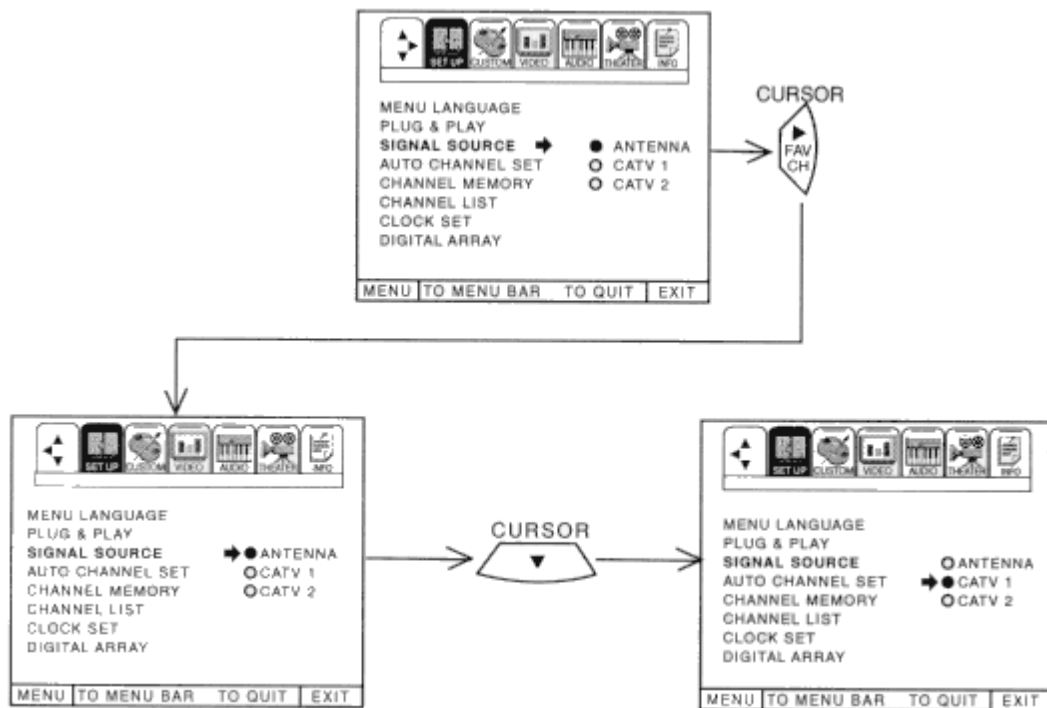 SET UP CUSTOM VIDEO AUDIO THEATER INFO
MENU LANGUAGE
PLUG & PLAY
SIGNAL SOURCE ANTENNA
AUTO CHANNEL SET CATV 1
CHANNEL MEMORY CATV 2
CHANNEL LIST
CLOCK SET
DIGITAL ARRAY
MENU TO MENU BAR TO QUIT EXIT
CURSOR
FAV
CH
SET UP CUSTOM VIDEO AUDIO THEATER INFO
MENU LANGUAGE
PLUG & PLAY
SIGNAL SOURCE ANTENNA
AUTO CHANNEL SET CATV 1
CHANNEL MEMORY CATV 2
CHANNEL LIST
CLOCK SET
DIGITAL ARRAY
MENU TO MENU BAR TO QUIT EXIT
CURSOR
SET UP CUSTOM VIDEO AUDIO THEATER INFO
MENU LANGUAGE
PLUG & PLAY
SIGNAL SOURCE ANTENNA
AUTO CHANNEL SET CATV 1
CHANNEL MEMORY CATV 2
CHANNEL LIST
CLOCK SET
DIGITAL ARRAY
MENU TO MENU BAR TO QUIT EXIT